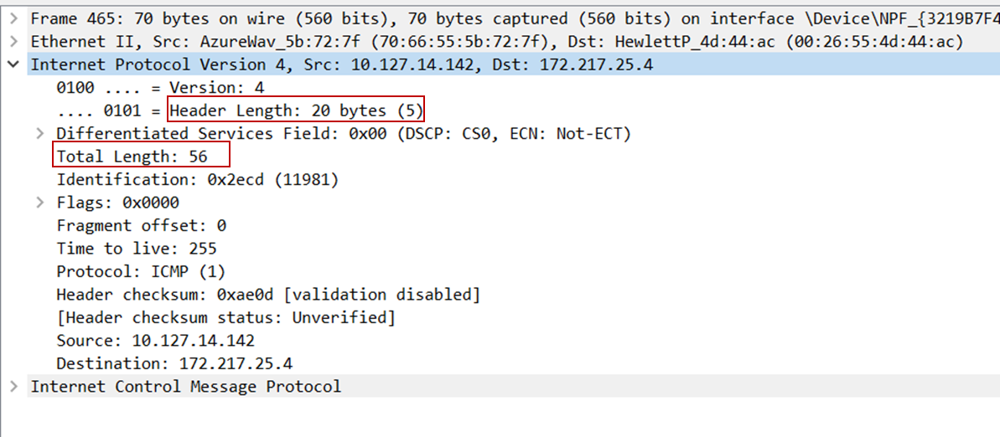 Frame 465: 70 bytes on wire (560 bits), 70 bytes captured (560 bits) on interface \Device\NPF_{3219B7F4
Ethernet II, Src: AzureWav_5b:72:7f (70:66:55:5b:72:7f), Dst: HewlettP_4d:44:ac (00:26:55:4d:44:ac)
Internet Protocol Version 4, Src: 10.127.14.142, Dst: 172.217.25.4
0100 .... = Version: 4
.... 0101 = Header Length: 20 bytes (5)
Differentiated Services Field: 0x00 (DSCP: CS0, ECN: Not-ECT)
Total Length: 56
Identification: 0x2ecd (11981)
Flags: 0x0000
Fragment offset: 0
Time to live: 255
Protocol: ICMP (1)
Header checksum: 0xae0d [validation disabled]
[Header checksum status: Unverified]
Source: 10.127.14.142
Destination: 172.217.25.4
Internet Control Message Protocol